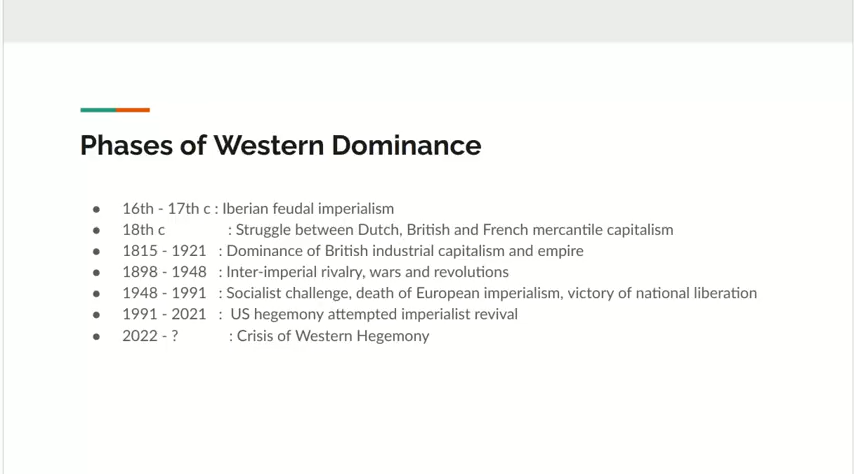 Phases of Western Dominance
● 16th - 17th c : Iberian feudal imperialism
● 18th c : Struggle between Dutch, British and French mercantile capitalism
● 1815 - 1921 : Dominance of British industrial capitalism and empire
● 1898 - 1948 : Inter-imperial rivalry, wars and revolutions
● 1948 - 1991 : Socialist challenge, death of European imperialism, victory of national liberation
● 1991 - 2021 : US hegemony attempted imperialist revival
● 2022 - ? : Crisis of Western Hegemony